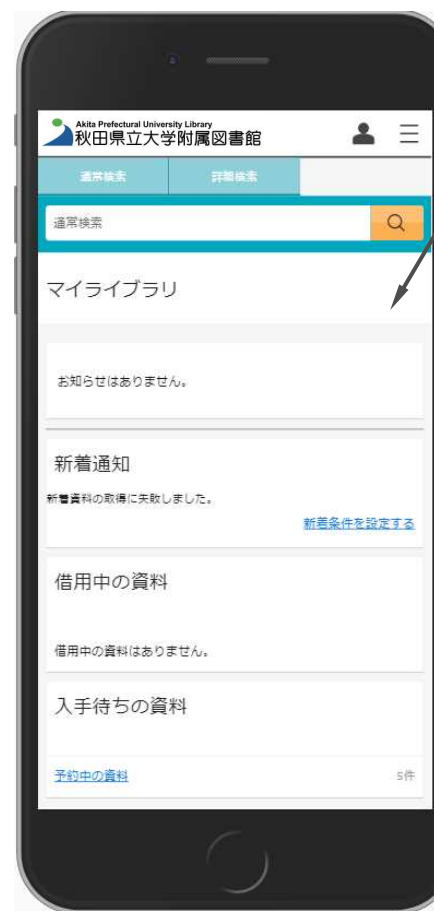 Akita Prefectural University Library
秋田県立大学附属図書館
通常検索 詳細検索
通常検索
マイライブラリ
お知らせはありません。
新着通知
新着資料の取得に失敗しました。
新着条件を設定する
借用中の資料
借用中の資料はありません。
入手待ちの資料
予約中の資料 5件